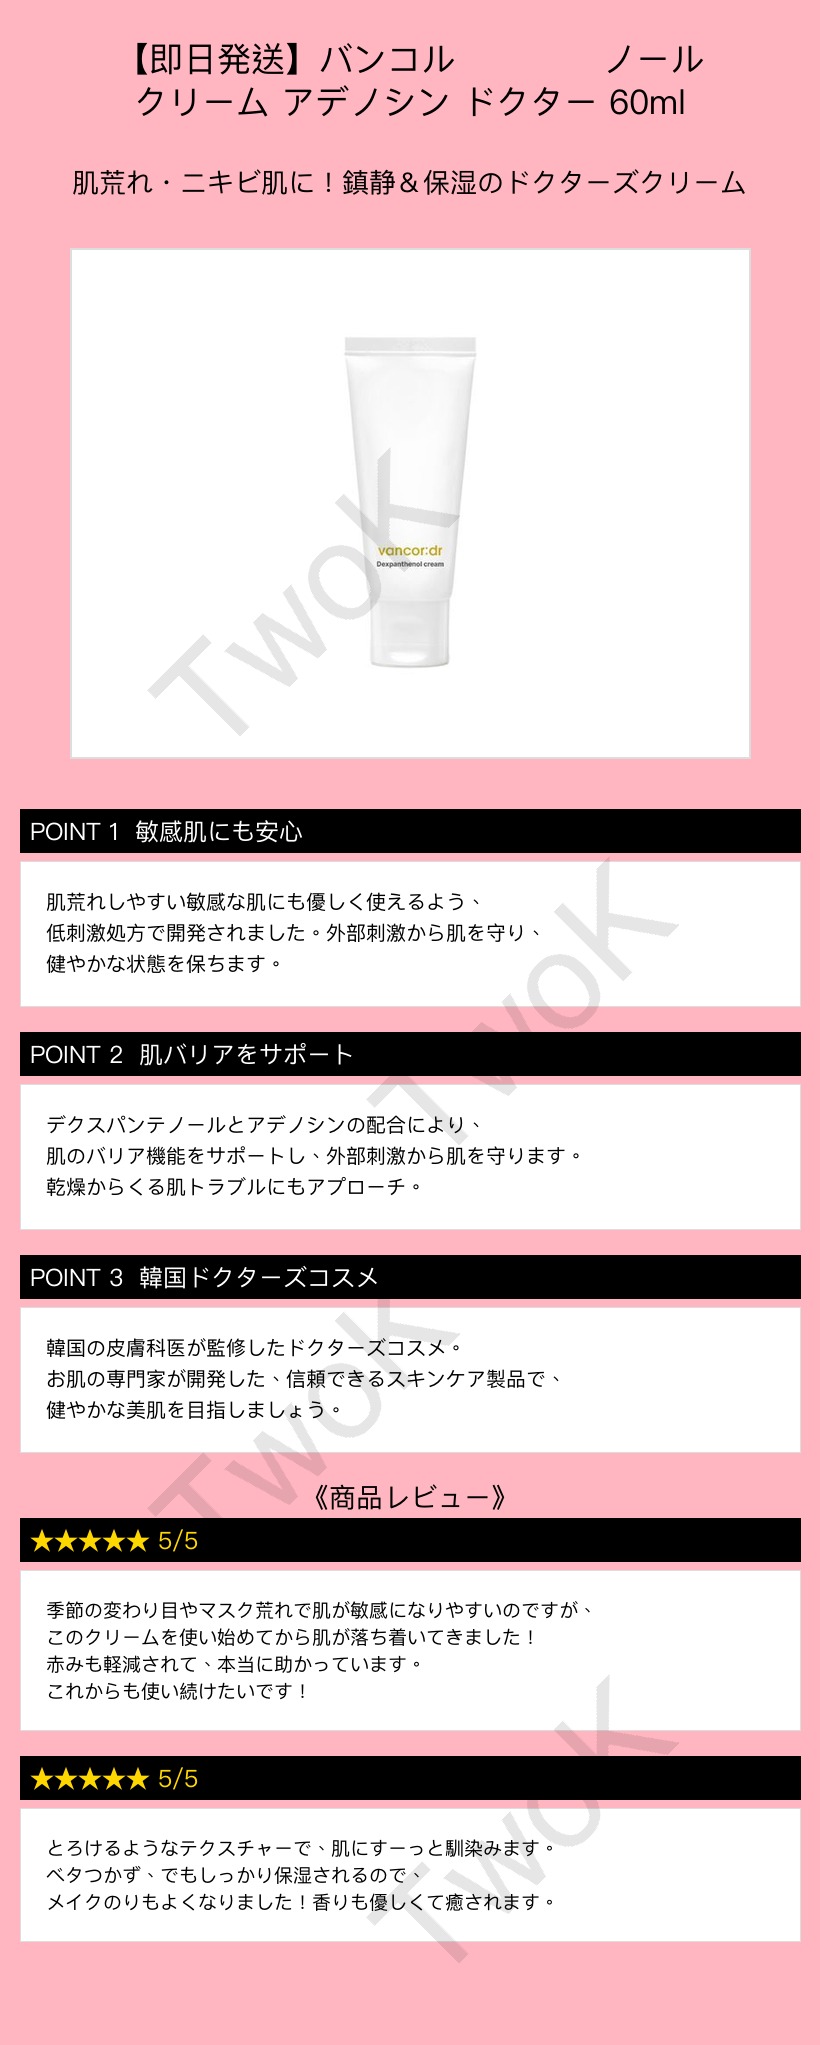 【即日発送】バンコル ノール
クリーム アデノシン ドクター 60ml
肌荒れ・ニキビ肌に！鎮静＆保湿のドクターズクリーム
vancor:dr
Dexpanthenol cream
TwoK
POINT 1 敏感肌にも安心
肌荒れしやすい敏感な肌にも優しく使えるよう、
低刺激処方で開発されました。外部刺激から肌を守り、
健やかな状態を保ちます。
TwoK
POINT 2 肌バリアをサポート
デクスパンテノールとアデノシンの配合により、
肌のバリア機能をサポートし、外部刺激から肌を守ります。
乾燥からくる肌トラブルにもアプローチ。
POINT 3 韓国ドクターズコスメ
韓国の皮膚科医が監修したドクターズコスメ。
お肌の専門家が開発した、信頼できるスキンケア製品で、
健やかな美肌を目指しましょう。
TwoK
《商品レビュー》
★★★★★ 5/5
季節の変わり目やマスク荒れで肌が敏感になりやすいのですが、
このクリームを使い始めてから肌が落ち着いてきました！
赤みも軽減されて、本当に助かっています。
これからも使い続けたいです！
★★★★★ 5/5
とろけるようなテクスチャーで、肌にすーっと馴染みます。
ベタつかず、でもしっかり保湿されるので、
メイクのりもよくなりました！香りも優しくて癒されます。
TwoK